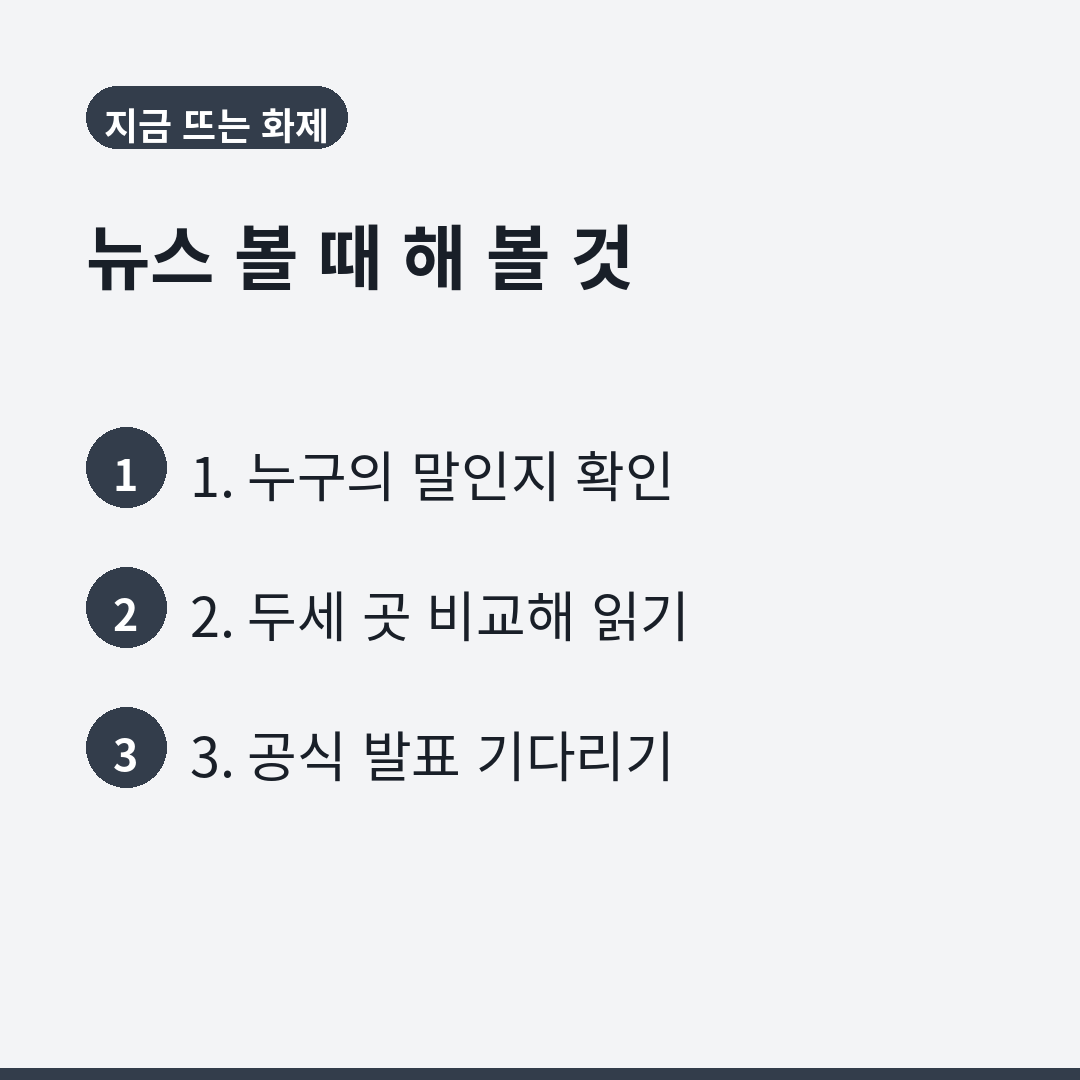 지금 뜨는 화제
뉴스 볼 때 해 볼 것
1 1. 누구의 말인지 확인
2 2. 두세 곳 비교해 읽기
3 3. 공식 발표 기다리기